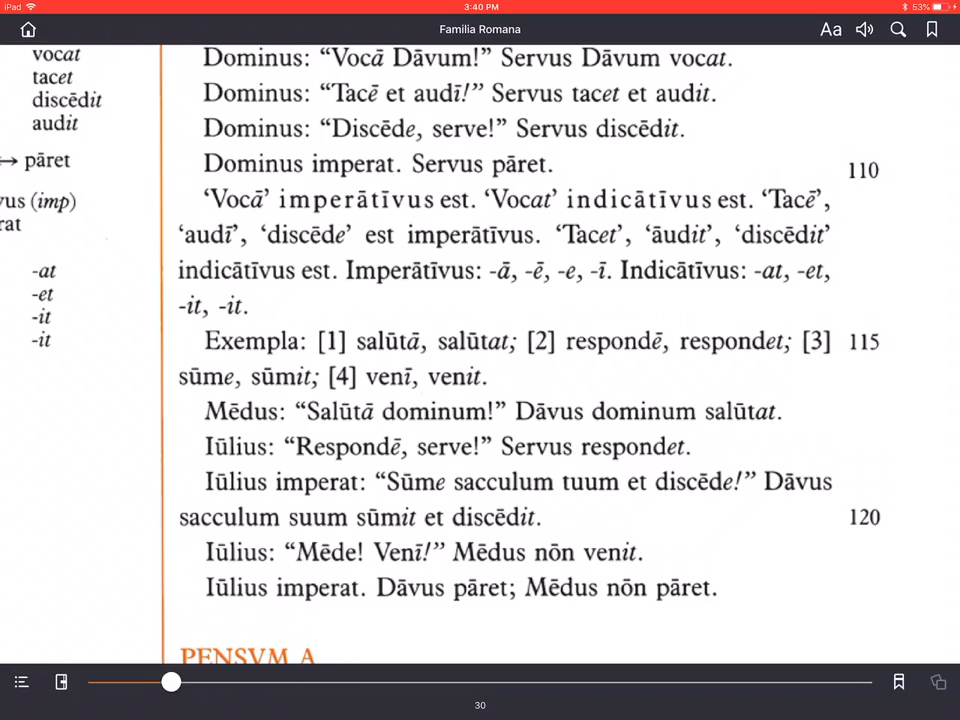 iPad 3:40 PM 53%
Familia Romana
Aa
vocat
tacet
discēdit
audit
↔ pāret
vus (imp)
rat
-at
-et
-it
-it
Dominus: “Vocā Dāvum!” Servus Dāvum vocat.
Dominus: “Tacē et audī!” Servus tacet et audit.
Dominus: “Discēde, serve!” Servus discēdit.
Dominus imperat. Servus pāret. 110
‘Vocā’ imperātīvus est. ‘Vocat’ indicātīvus est. ‘Tacē’,
‘audī’, ‘discēde’ est imperātīvus. ‘Tacet’, ‘āudit’, ‘discēdit’
indicātīvus est. Imperātīvus: -ā, -ē, -e, -ī. Indicātīvus: -at, -et,
-it, -it.
Exempla: [1] salūtā, salūtat; [2] respondē, respondet; [3] 115
sūme, sūmit; [4] venī, venit.
Mēdus: “Salūtā dominum!” Dāvus dominum salūtat.
Iūlius: “Respondē, serve!” Servus respondet.
Iūlius imperat: “Sūme sacculum tuum et discēde!” Dāvus
sacculum suum sūmit et discēdit. 120
Iūlius: “Mēde! Venī!” Mēdus nōn venit.
Iūlius imperat. Dāvus pāret; Mēdus nōn pāret.
PENSVM A
30